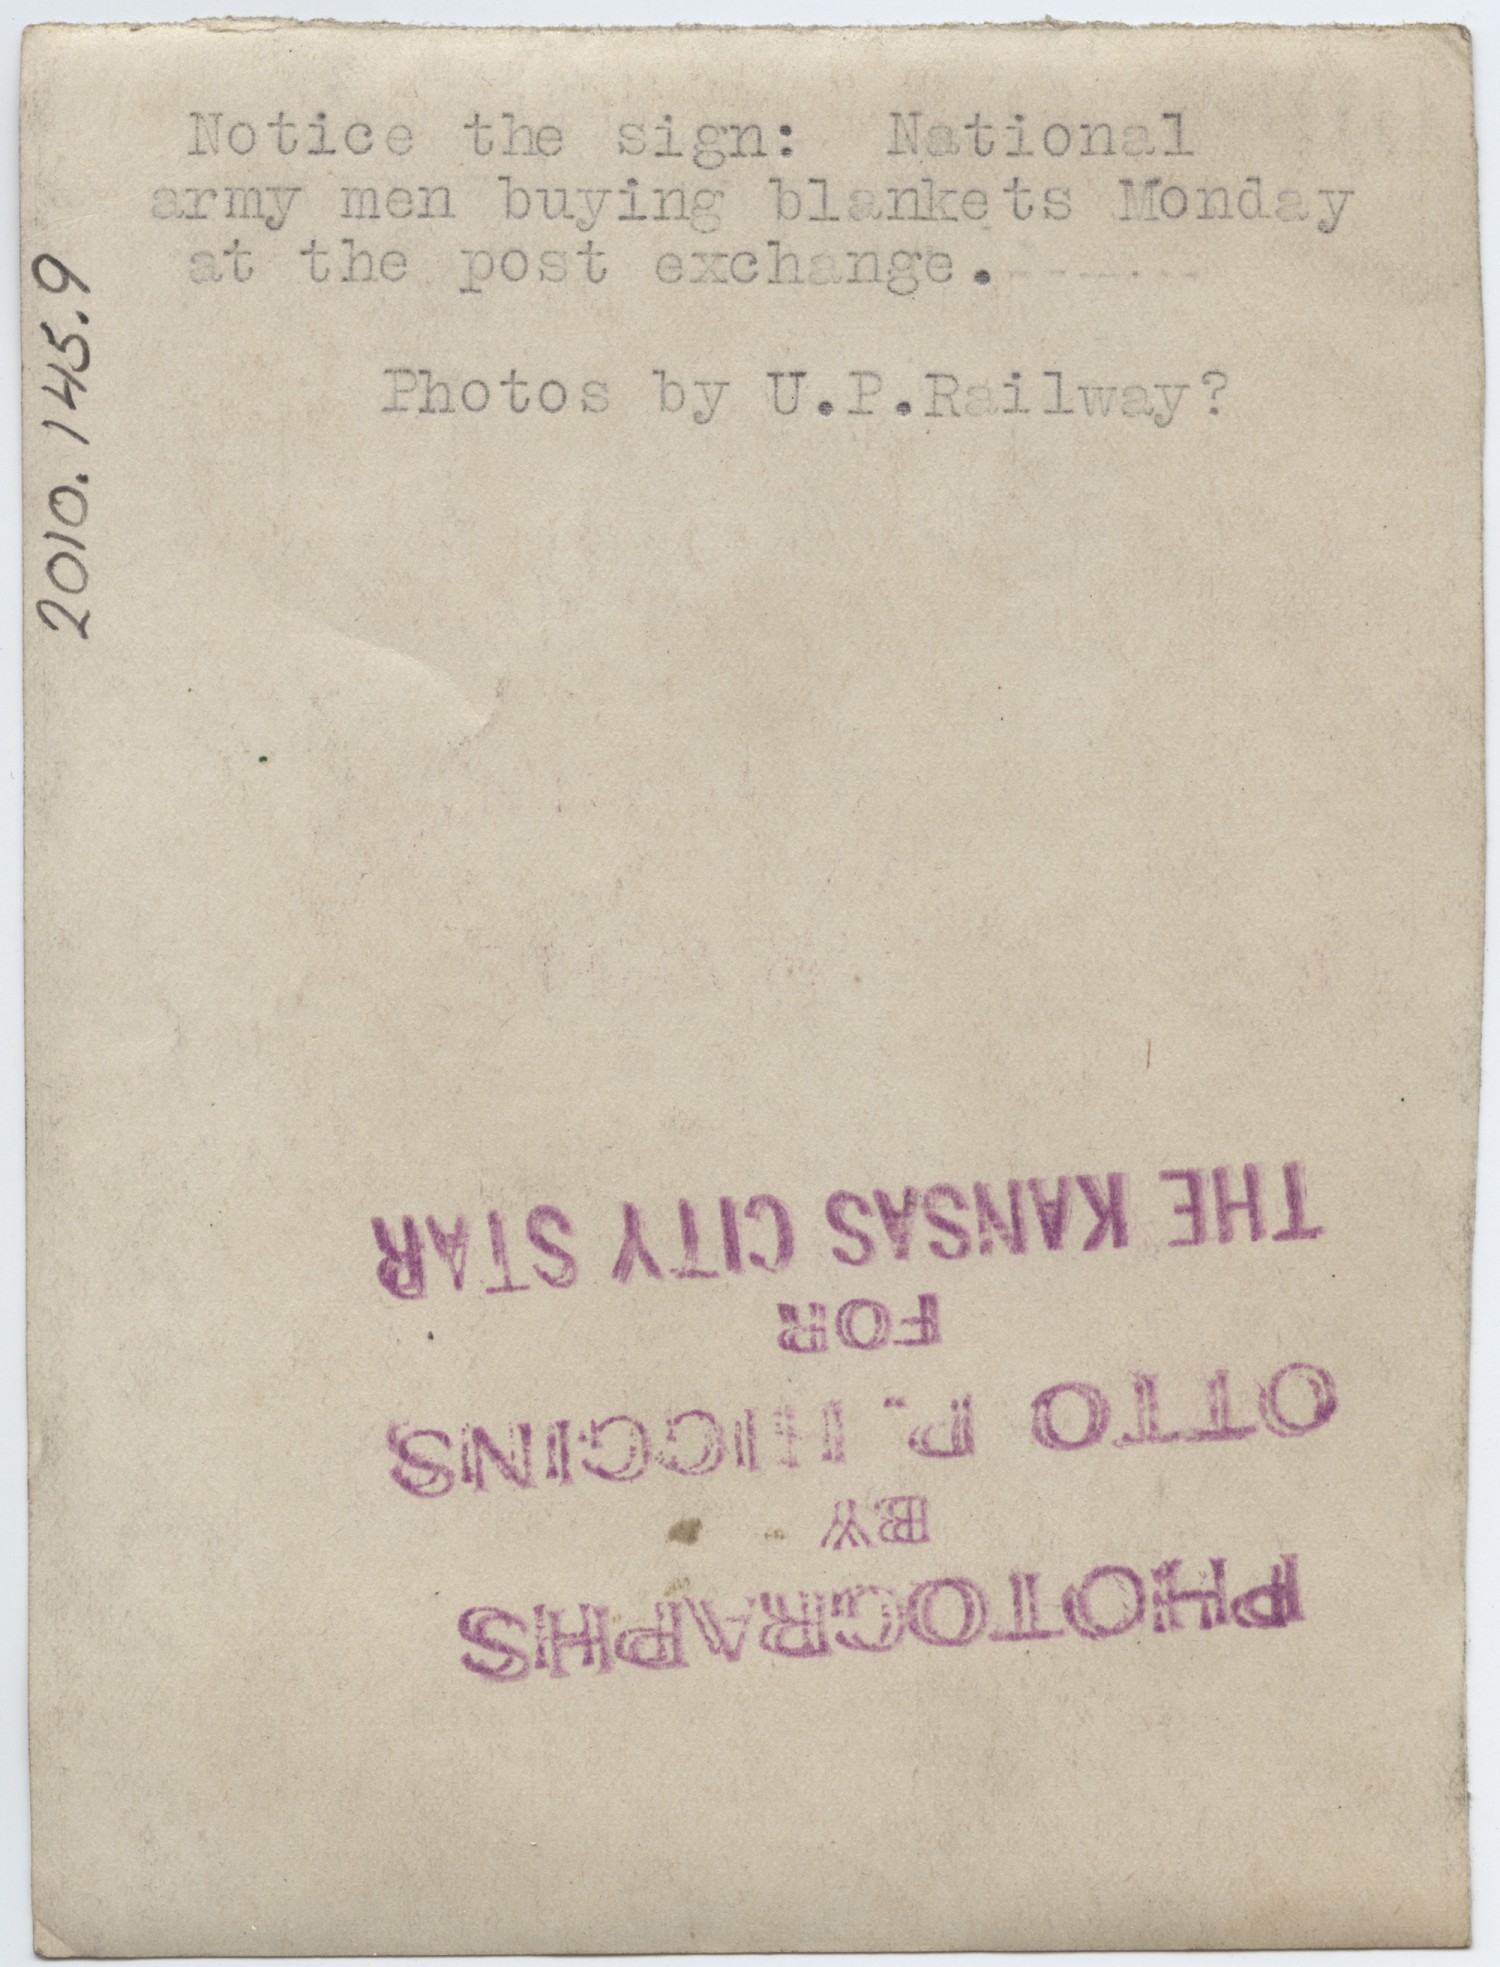 Notice the sign: National
army men buying blankets Monday
at the post exchange.-------
Photos by U.P.Railway?
2010.145.9
PHOTOGRAPHS
BY
OTTO P. HIGGINS
FOR
THE KANSAS CITY STAR